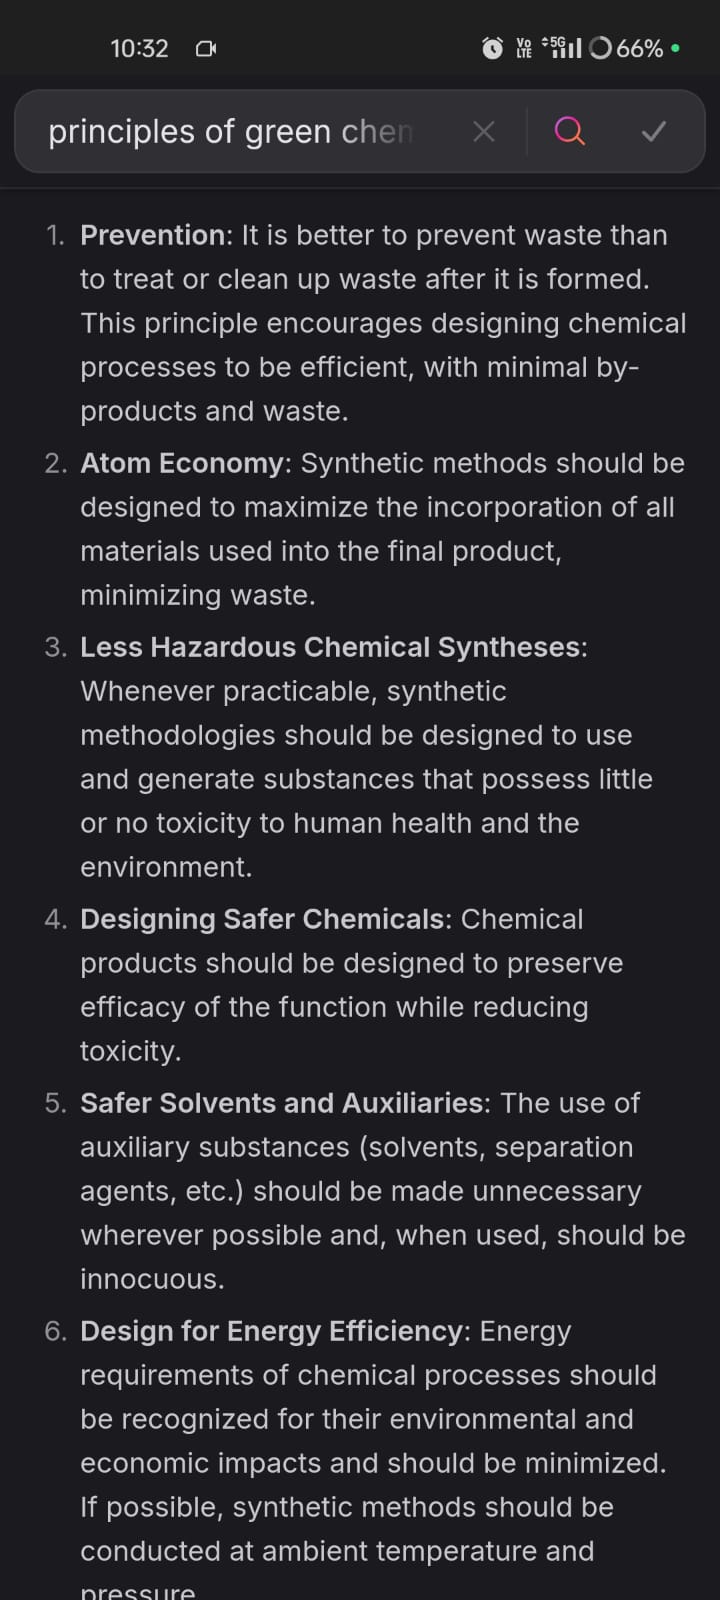 10:32
Vo LTE 5G 66%
principles of green chem
1. Prevention: It is better to prevent waste than
to treat or clean up waste after it is formed.
This principle encourages designing chemical
processes to be efficient, with minimal by-
products and waste.
2. Atom Economy: Synthetic methods should be
designed to maximize the incorporation of all
materials used into the final product,
minimizing waste.
3. Less Hazardous Chemical Syntheses:
Whenever practicable, synthetic
methodologies should be designed to use
and generate substances that possess little
or no toxicity to human health and the
environment.
4. Designing Safer Chemicals: Chemical
products should be designed to preserve
efficacy of the function while reducing
toxicity.
5. Safer Solvents and Auxiliaries: The use of
auxiliary substances (solvents, separation
agents, etc.) should be made unnecessary
wherever possible and, when used, should be
innocuous.
6. Design for Energy Efficiency: Energy
requirements of chemical processes should
be recognized for their environmental and
economic impacts and should be minimized.
If possible, synthetic methods should be
conducted at ambient temperature and
pressure